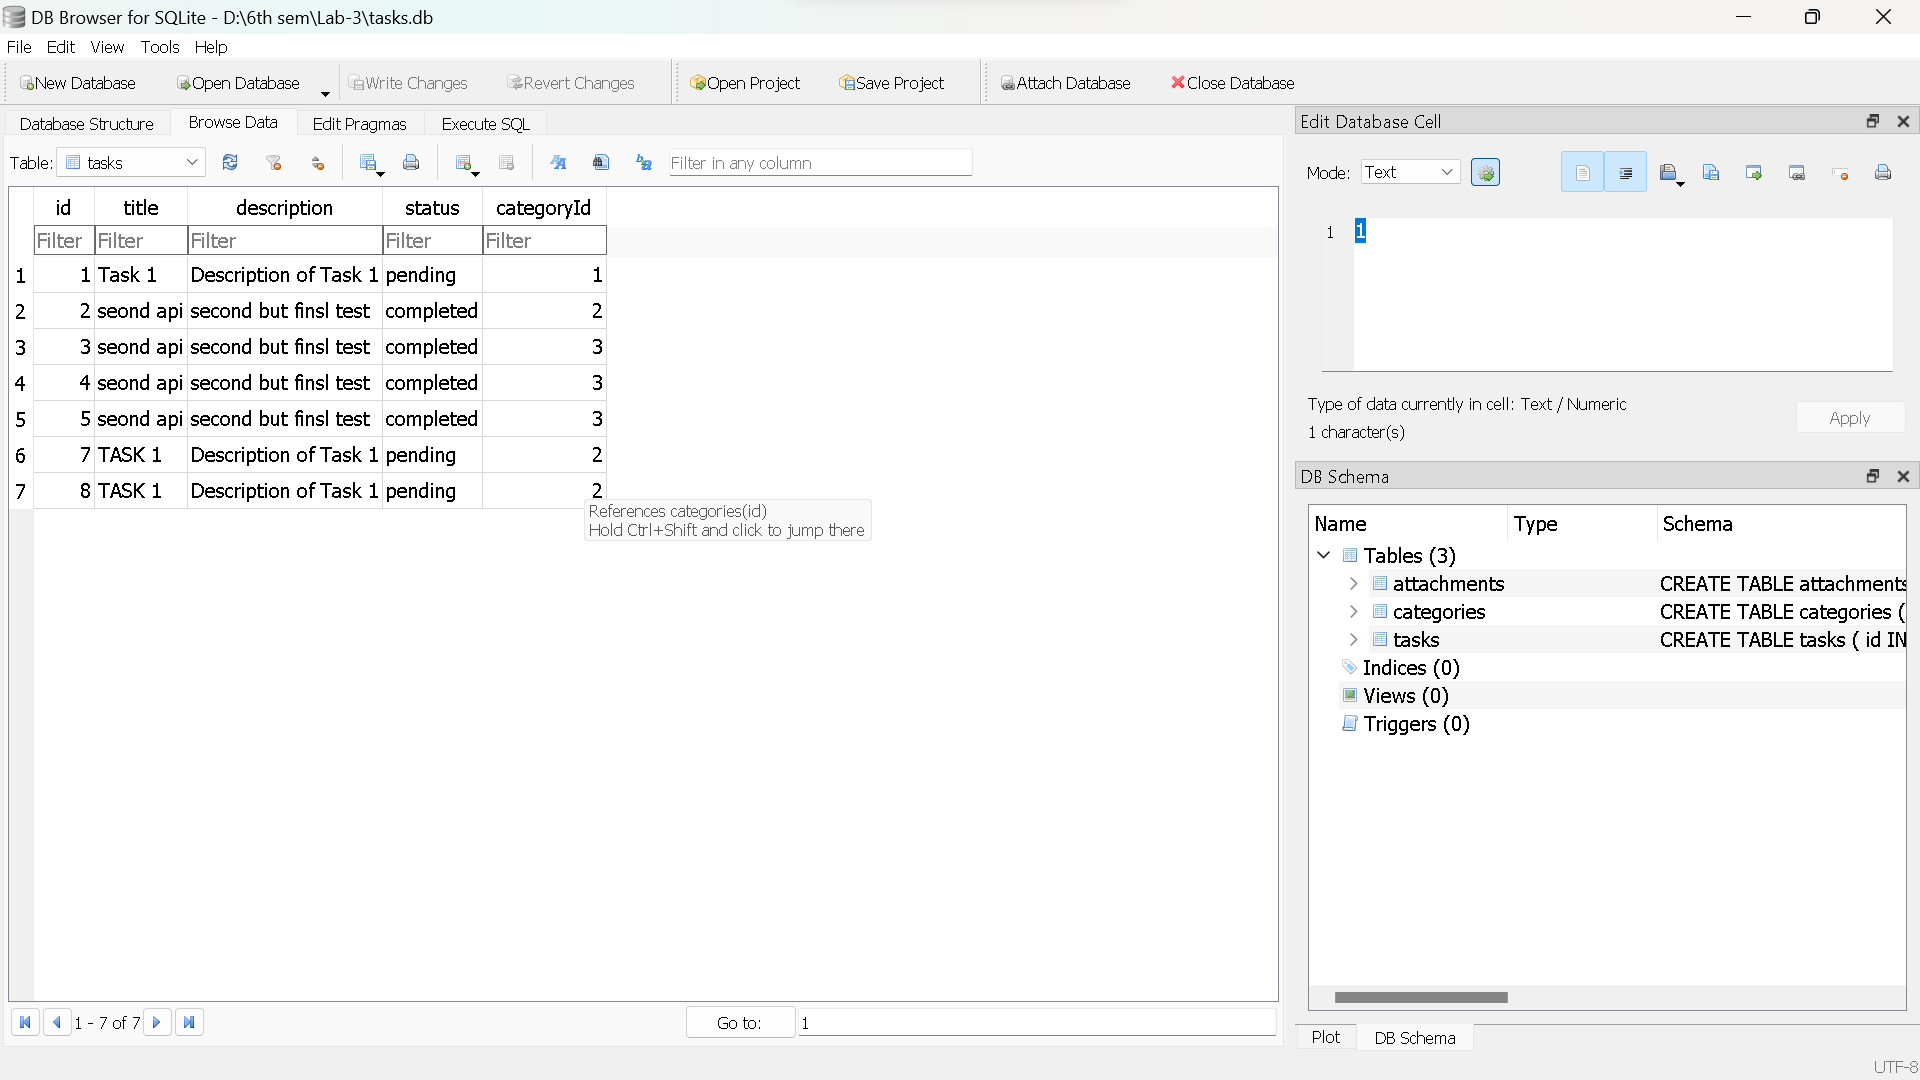 DB Browser for SQLite - D:\6th sem\Lab-3\tasks.db
File Edit View Tools Help
New Database Open Database Write Changes Revert Changes Open Project Save Project Attach Database Close Database
Database Structure Browse Data Edit Pragmas Execute SQL
Table: tasks Filter in any column
id title description status categoryId
Filter Filter Filter Filter Filter
1 1 Task 1 Description of Task 1 pending 1
2 2 seond api second but finsl test completed 2
3 3 seond api second but finsl test completed 3
4 4 seond api second but finsl test completed 3
5 5 seond api second but finsl test completed 3
6 7 TASK 1 Description of Task 1 pending 2
7 8 TASK 1 Description of Task 1 pending 2
References categories(id)
Hold Ctrl+Shift and click to jump there
1 - 7 of 7 Go to: 1
Edit Database Cell
Mode: Text
1 1
Type of data currently in cell: Text / Numeric
1 character(s)
Apply
DB Schema
Name Type Schema
Tables (3)
attachments CREATE TABLE attachments
categories CREATE TABLE categories (
tasks CREATE TABLE tasks ( id IN
Indices (0)
Views (0)
Triggers (0)
Plot DB Schema
UTF-8